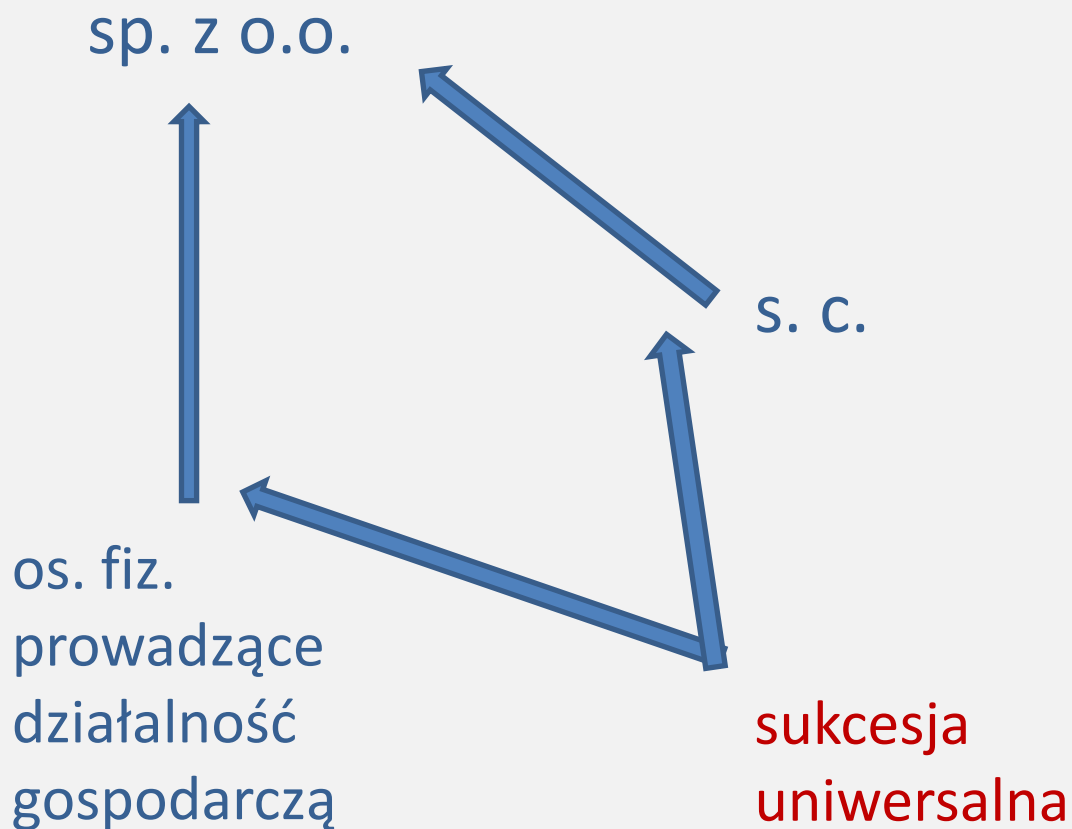 sp. z o.o.
s. c.
os. fiz.
prowadzące
działalność
gospodarczą
sukcesja
uniwersalna